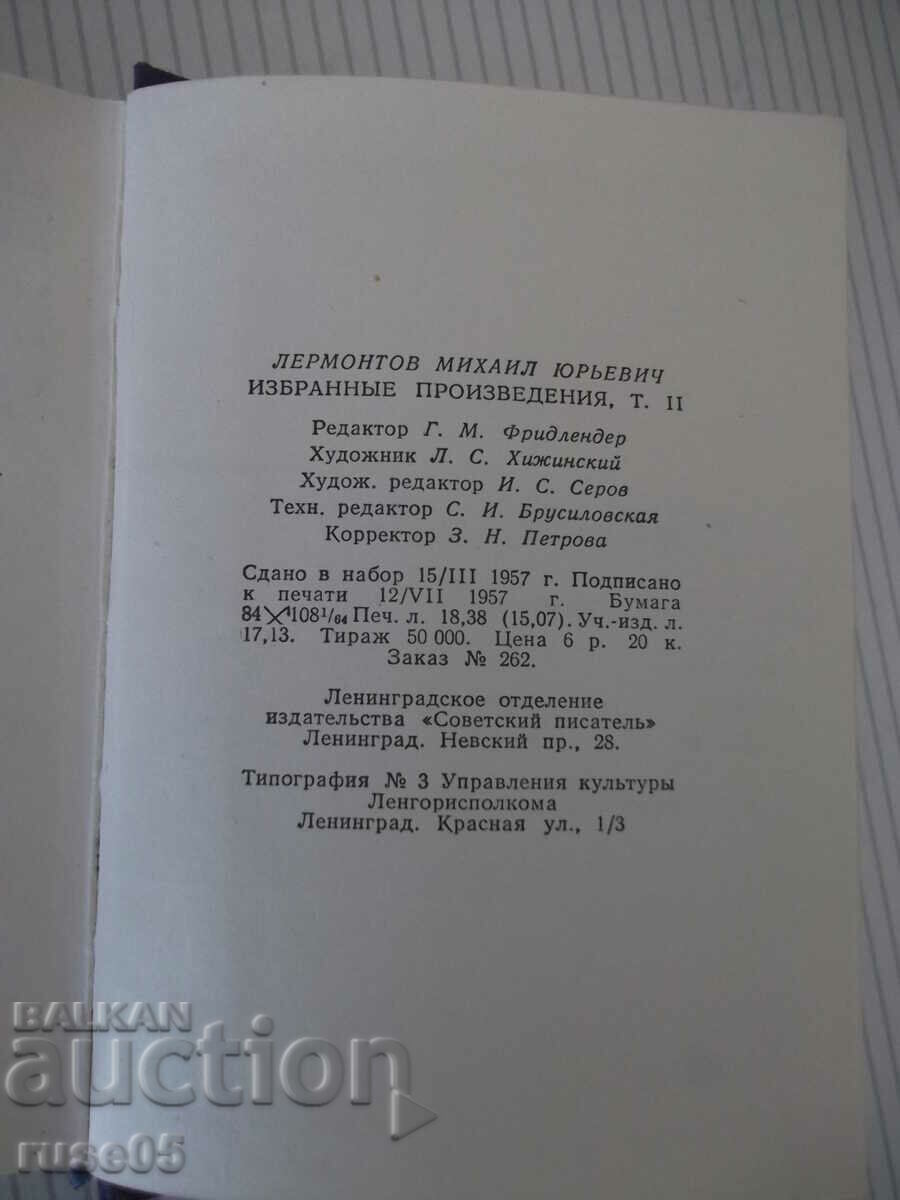 ЛЕРМОНТОВ МИХАИЛ ЮРЬЕВИЧ
ИЗБРАННЫЕ ПРОИЗВЕДЕНИЯ, Т. II
Редактор Г. М. Фридлендер
Художник Л. С. Хижинский
Худож. редактор И. С. Серов
Техн. редактор С. И. Брусиловская
Корректор З. Н. Петрова
Сдано в набор 15/III 1957 г. Подписано
к печати 12/VII 1957 г. Бумага
84×108¹/₆₄ Печ. л. 18,38 (15,07). Уч.-изд. л.
17,13. Тираж 50 000. Цена 6 р. 20 к.
Заказ № 262.
Ленинградское отделение
издательства «Советский писатель»
Ленинград. Невский пр., 28.
Типография № 3 Управления культуры
Ленгорисполкома
Ленинград. Красная ул., 1/3
BALKAN
auction
ruse05